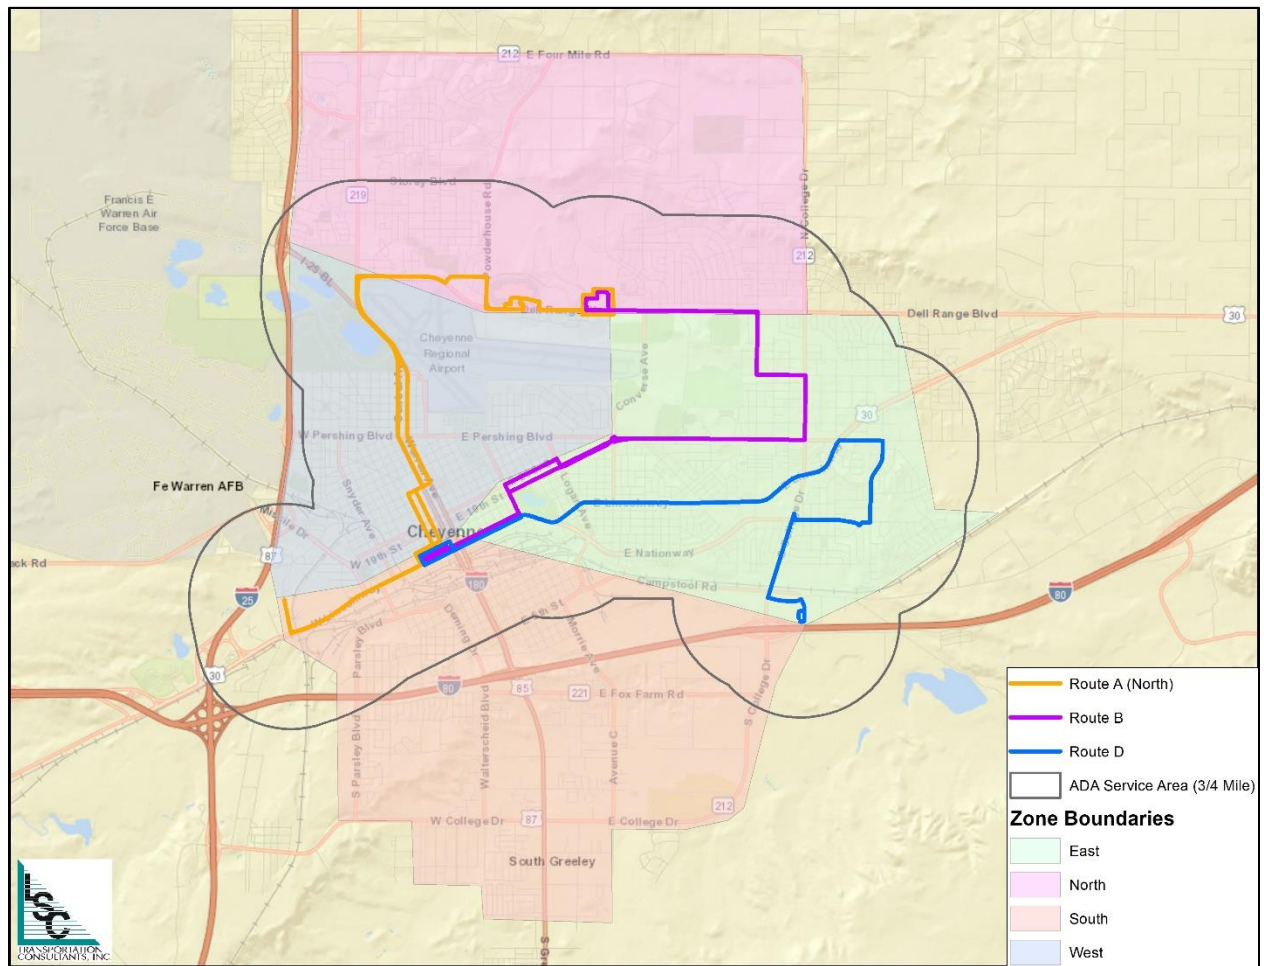 212
E Four Mile Rd
Storey Blvd
219
Powderhouse Rd
N College Dr
212
Francis E
Warren Air
Force Base
I-25 BL
Dell Range Blvd
30
Cheyenne
Regional
Airport
Converse Ave
30
W Pershing Blvd
E Pershing Blvd
Fe Warren AFB
Snyder Ave
Missile Dr
E 19th St
Logan Ave
E Lincolnway
Cheyenne
W 19th St
87
E Nationway
ck Rd
25
180
Campstool Rd
80
W Lincolnway
Deming Dr
E 5th St
Morrie Ave
Parsley Blvd
30
80
85
221
E Fox Farm Rd
S College Dr
S Parsley Blvd
Walterscheid Blvd
Avenue C
212
W College Dr
87
E College Dr
South Greeley
S Gre
Route A (North)
Route B
Route D
ADA Service Area (3/4 Mile)
Zone Boundaries
East
North
South
West
LSC
TRANSPORTATION
CONSULTANTS, INC.